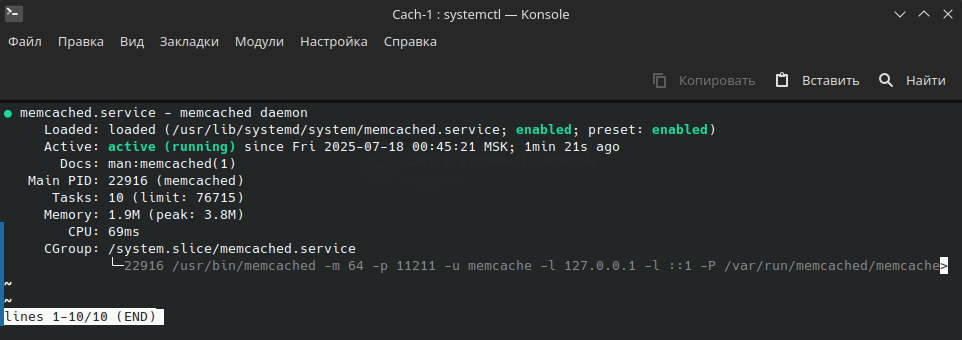 Cach-1 : systemctl — Konsole
Файл Правка Вид Закладки Модули Настройка Справка
Копировать Вставить Найти
● memcached.service - memcached daemon
Loaded: loaded (/usr/lib/systemd/system/memcached.service; enabled; preset: enabled)
Active: active (running) since Fri 2025-07-18 00:45:21 MSK; 1min 21s ago
Docs: man:memcached(1)
Main PID: 22916 (memcached)
Tasks: 10 (limit: 76715)
Memory: 1.9M (peak: 3.8M)
CPU: 69ms
CGroup: /system.slice/memcached.service
└─22916 /usr/bin/memcached -m 64 -p 11211 -u memcache -l 127.0.0.1 -l ::1 -P /var/run/memcached/memcache>
~
~
lines 1-10/10 (END)